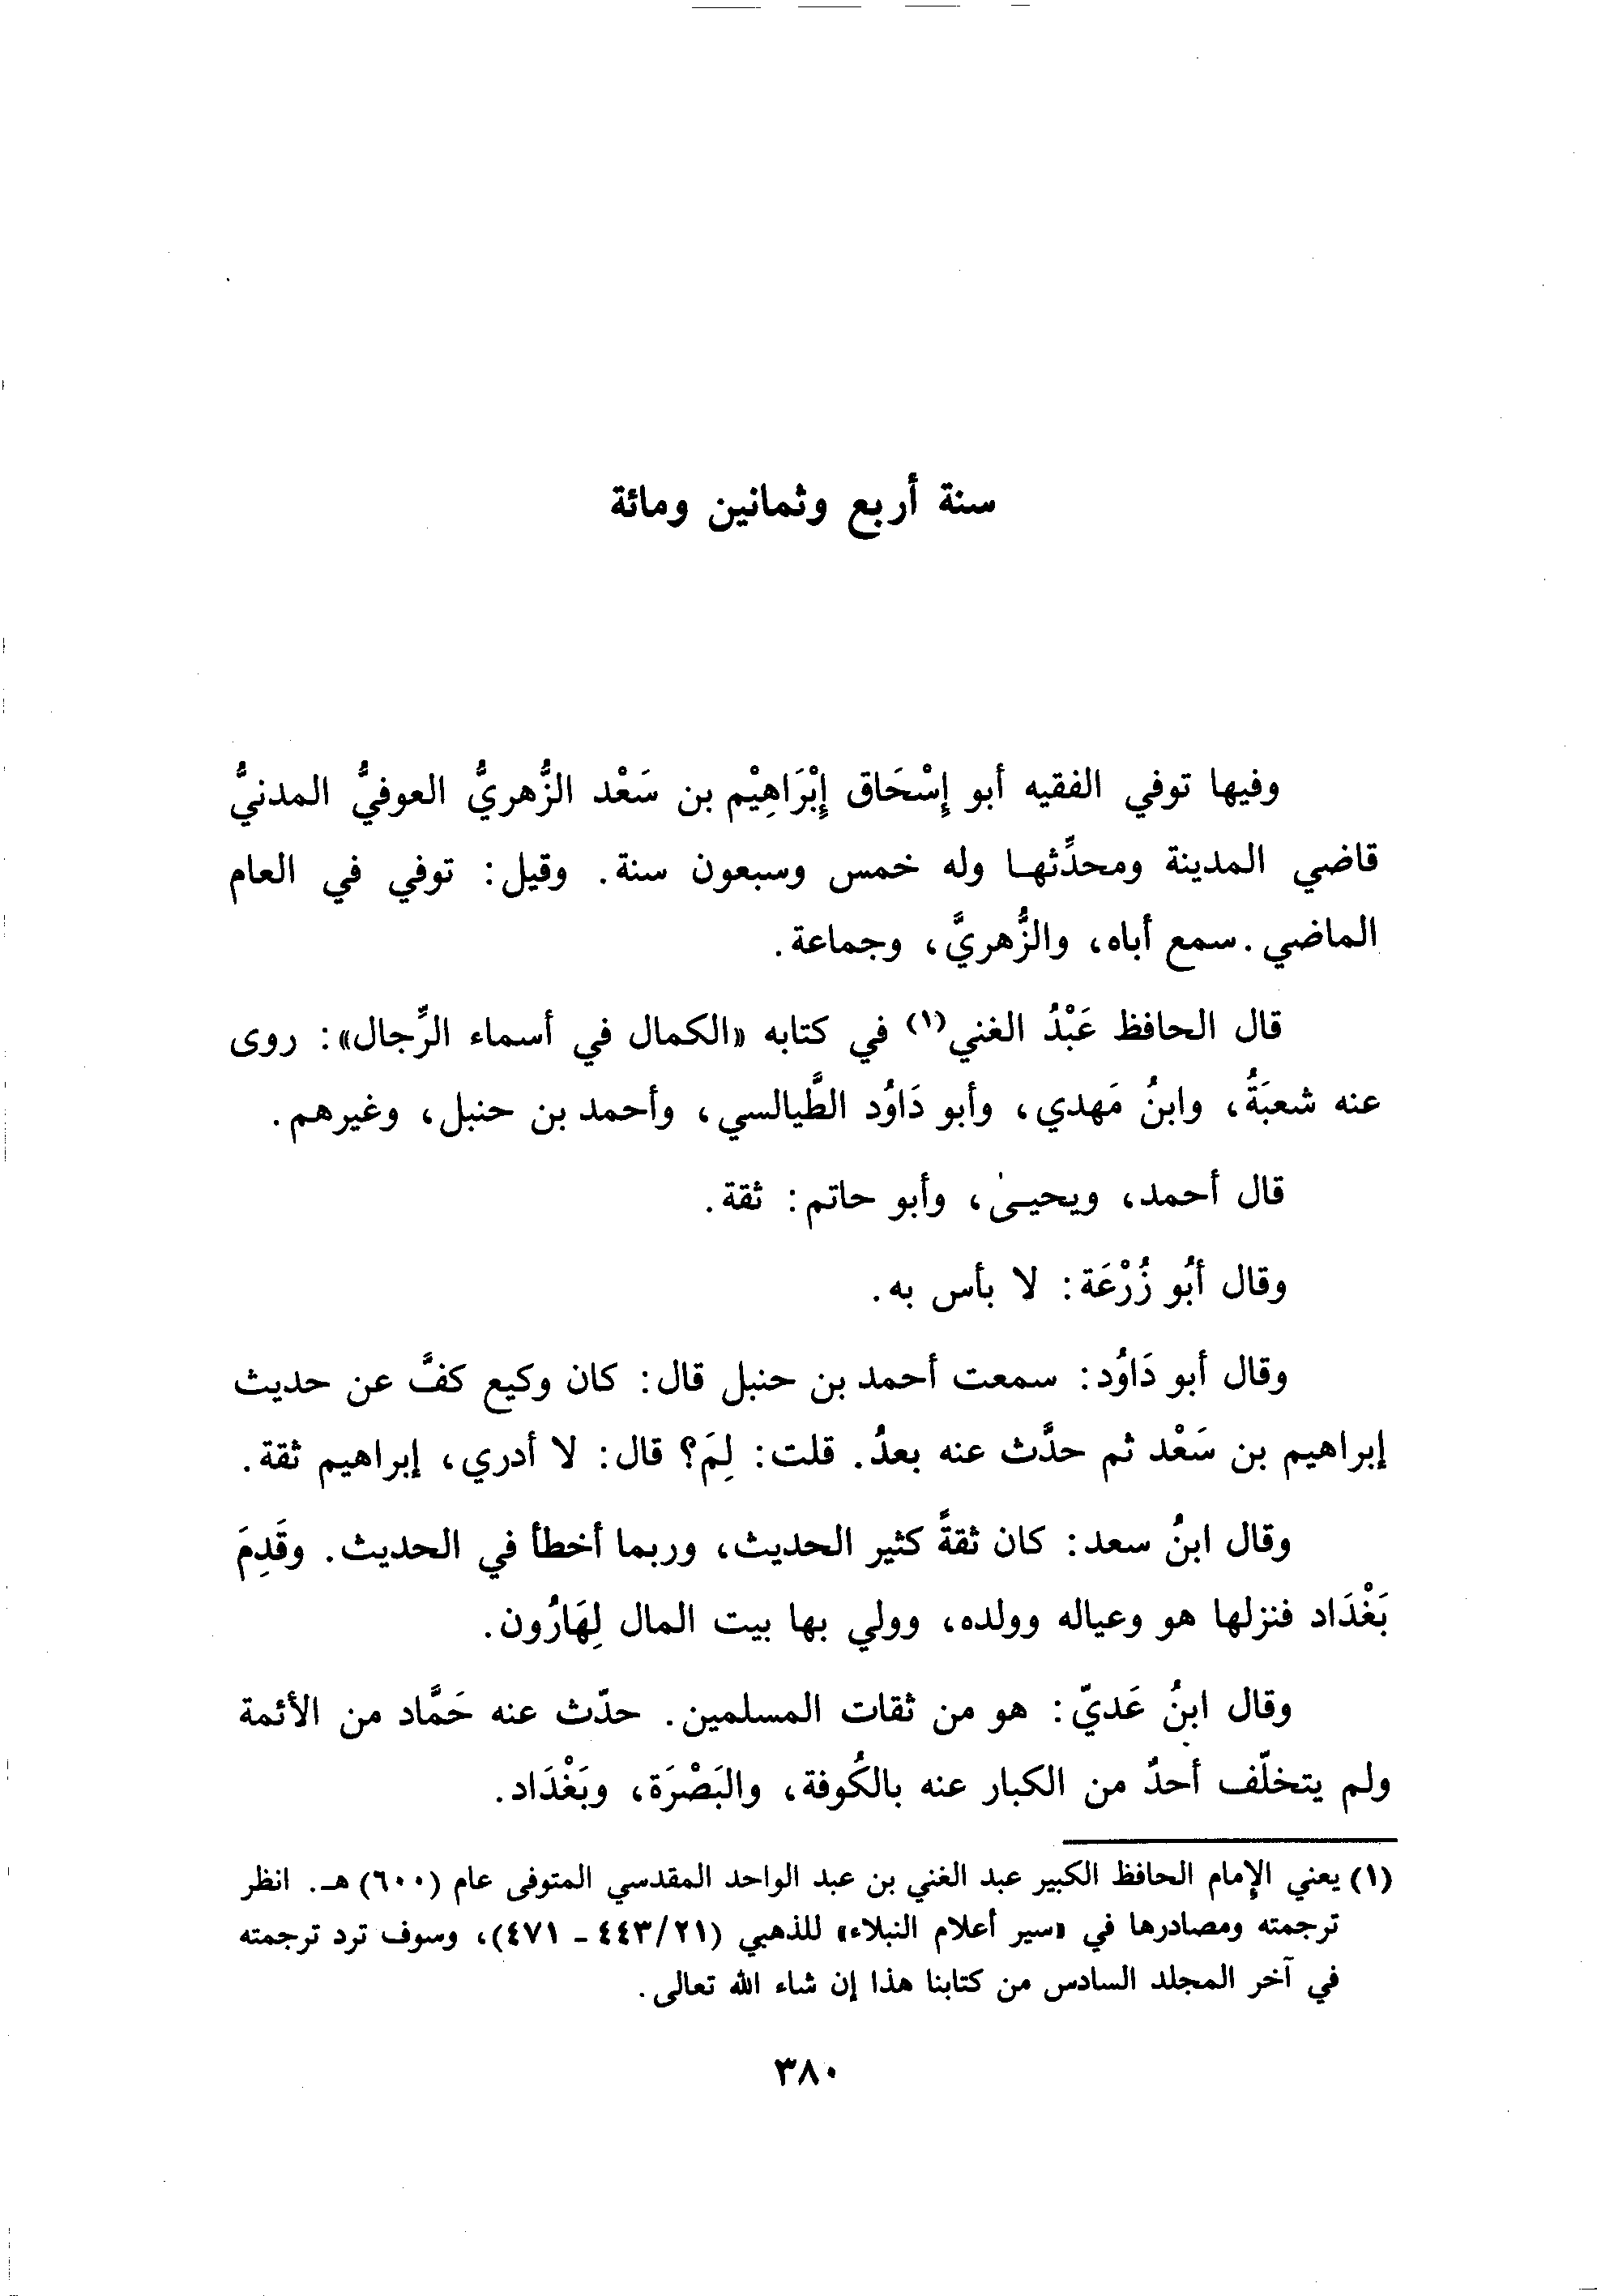 سنة أربع وثمانين ومائة
وفيها توفي الفقيه أبو إِسْحَاق إِبْرَاهِيْم بن سَعْد الزُّهريُّ العوفيُّ المدنيُّ
قاضي المدينة ومحدِّثها وله خمس وسبعون سنة. وقيل: توفي في العام
الماضي. سمع أباه، والزُّهريَّ، وجماعة.
قال الحافظ عَبْدُ الغني(١) في كتابه «الكمال في أسماء الرِّجال»: روى
عنه شعبَةُ، وابنُ مَهدي، وأبو دَاوُد الطَّيالسي، وأحمد بن حنبل، وغيرهم.
قال أحمد، ويحيىٰ، وأبو حاتم: ثقة.
وقال أبُو زُرْعَة: لا بأس به.
وقال أبو دَاوُد: سمعت أحمد بن حنبل قال: كان وكيع كفَّ عن حديث
إبراهيم بن سَعْد ثم حدَّث عنه بعدُ. قلت: لِمَ؟ قال: لا أدري، إبراهيم ثقة.
وقال ابنُ سعد: كان ثقةً كثير الحديث، وربما أخطأ في الحديث. وقَدِمَ
بَغْدَاد فنزلها هو وعياله وولده، وولي بها بيت المال لِهَارُون.
وقال ابنُ عَديّ: هو من ثقات المسلمين. حدّث عنه حَمَّاد من الأئمة
ولم يتخلّف أحدٌ من الكبار عنه بالكُوفة، والبَصْرَة، وبَغْدَاد.
(١) يعني الإمام الحافظ الكبير عبد الغني بن عبد الواحد المقدسي المتوفى عام (٦٠٠) هـ. انظر
ترجمته ومصادرها في «سير أعلام النبلاء» للذهبي (٢١/ ٤٤٣ - ٤٧١)، وسوف ترد ترجمته
في آخر المجلد السادس من كتابنا هذا إن شاء الله تعالى.
٣٨٠